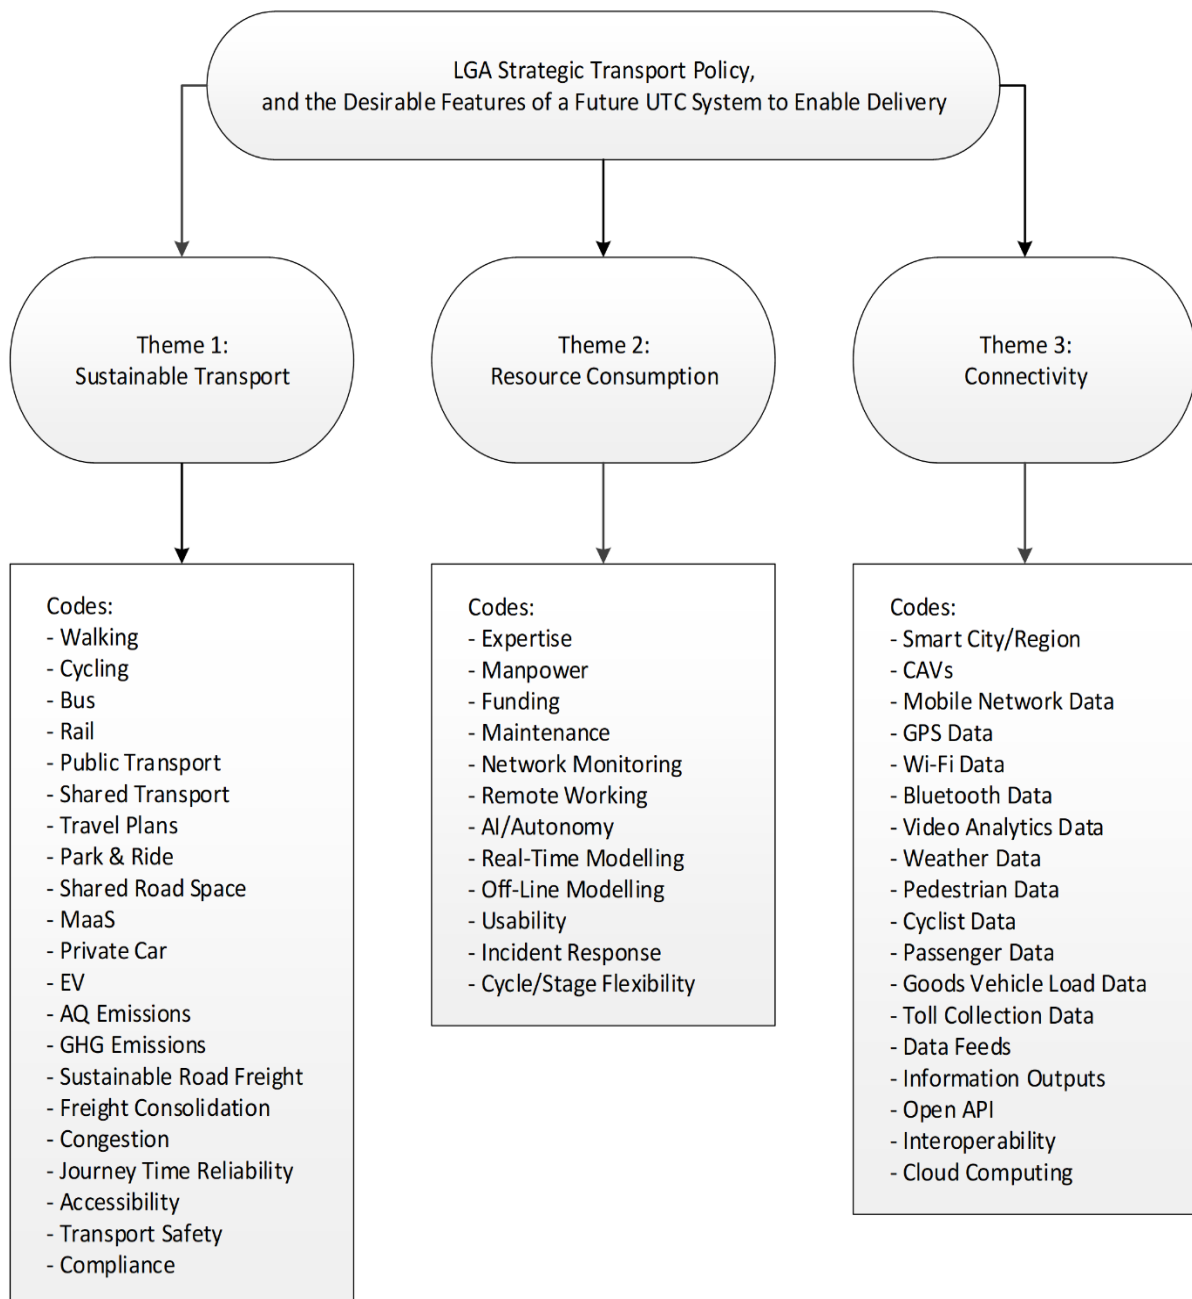 LGA Strategic Transport Policy,
and the Desirable Features of a Future UTC System to Enable Delivery
Theme 1:
Sustainable Transport
Theme 2:
Resource Consumption
Theme 3:
Connectivity
Codes:
- Walking
- Cycling
- Bus
- Rail
- Public Transport
- Shared Transport
- Travel Plans
- Park & Ride
- Shared Road Space
- MaaS
- Private Car
- EV
- AQ Emissions
- GHG Emissions
- Sustainable Road Freight
- Freight Consolidation
- Congestion
- Journey Time Reliability
- Accessibility
- Transport Safety
- Compliance
Codes:
- Expertise
- Manpower
- Funding
- Maintenance
- Network Monitoring
- Remote Working
- AI/Autonomy
- Real-Time Modelling
- Off-Line Modelling
- Usability
- Incident Response
- Cycle/Stage Flexibility
Codes:
- Smart City/Region
- CAVs
- Mobile Network Data
- GPS Data
- Wi-Fi Data
- Bluetooth Data
- Video Analytics Data
- Weather Data
- Pedestrian Data
- Cyclist Data
- Passenger Data
- Goods Vehicle Load Data
- Toll Collection Data
- Data Feeds
- Information Outputs
- Open API
- Interoperability
- Cloud Computing